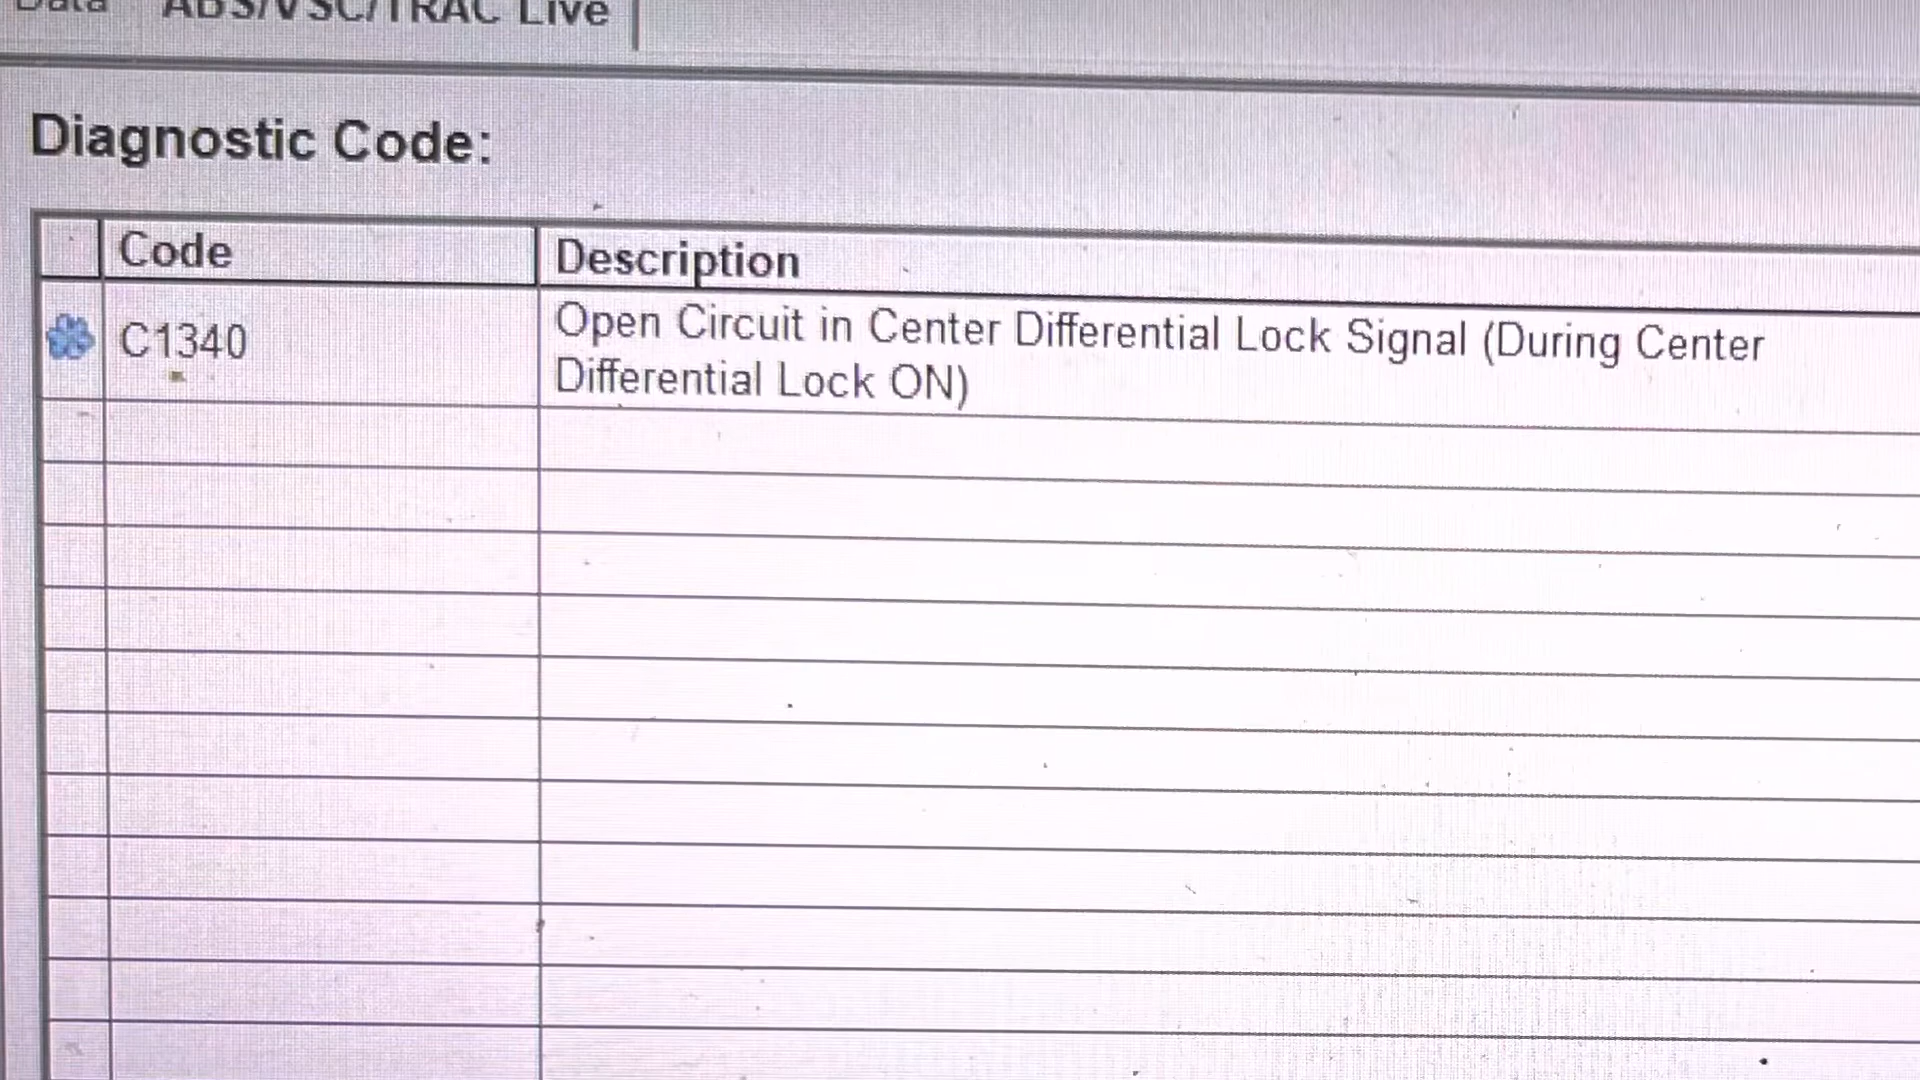 Data ABS/VSC/TRAC Live
Diagnostic Code:
Code Description
C1340 Open Circuit in Center Differential Lock Signal (During Center
Differential Lock ON)